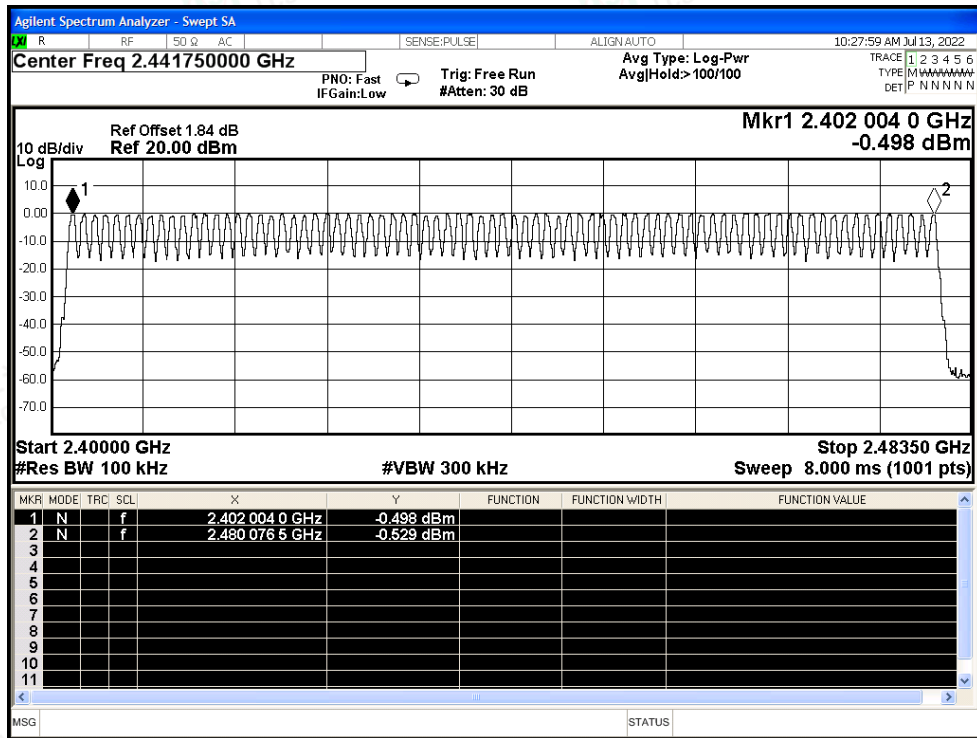 Agilent Spectrum Analyzer - Swept SA
LXI R RF 50 Ω AC SENSE:PULSE ALIGN AUTO 10:27:59 AM Jul 13, 2022
Center Freq 2.441750000 GHz
PNO: Fast
IFGain:Low
Trig: Free Run
#Atten: 30 dB
Avg Type: Log-Pwr
Avg|Hold:>100/100
TRACE 1 2 3 4 5 6
TYPE M WWWWW
DET P N N N N N
Mkr1 2.402 004 0 GHz
-0.498 dBm
Ref Offset 1.84 dB
10 dB/div Ref 20.00 dBm
Log
10.0
0.00
-10.0
-20.0
-30.0
-40.0
-50.0
-60.0
-70.0
1
2
Start 2.40000 GHz Stop 2.48350 GHz
#Res BW 100 kHz #VBW 300 kHz Sweep 8.000 ms (1001 pts)
MKR MODE TRC SCL X Y FUNCTION FUNCTION WIDTH FUNCTION VALUE
1 N f 2.402 004 0 GHz -0.498 dBm
2 N f 2.480 076 5 GHz -0.529 dBm
3
4
5
6
7
8
9
10
11
MSG STATUS